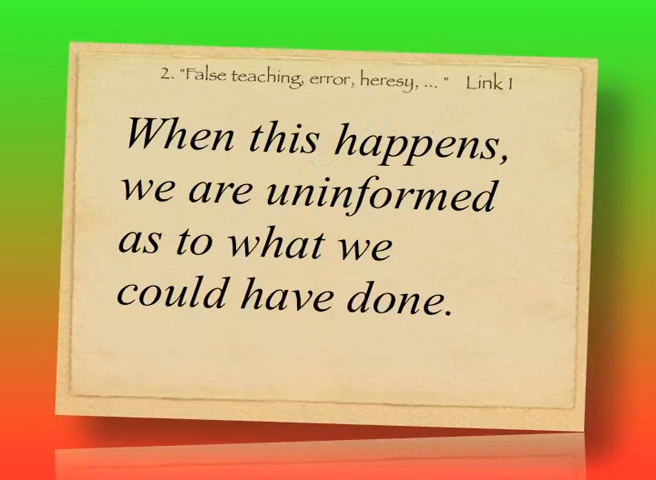 2. "False teaching, error, heresy, ... " Link 1
When this happens,
we are uninformed
as to what we
could have done.